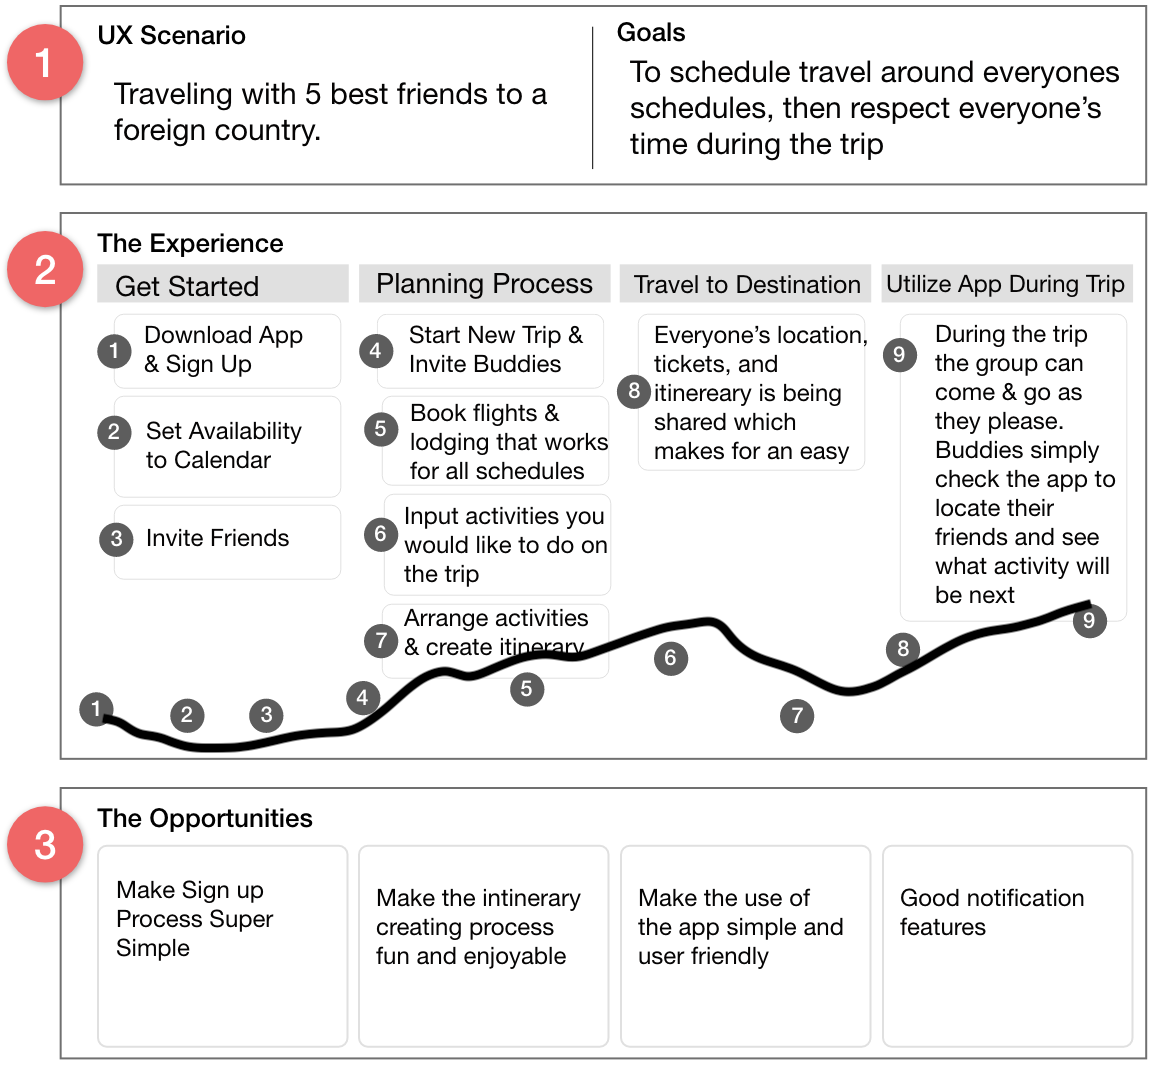 1
UX Scenario
Traveling with 5 best friends to a
foreign country.
Goals
To schedule travel around everyones
schedules, then respect everyone’s
time during the trip
2
The Experience
Get Started
1
Download App
& Sign Up
2
Set Availability
to Calendar
3
Invite Friends
Planning Process
4
Start New Trip &
Invite Buddies
5
Book flights &
lodging that works
for all schedules
6
Input activities you
would like to do on
the trip
7
Arrange activities
& create itinerary
Travel to Destination
8
Everyone’s location,
tickets, and
itinereary is being
shared which
makes for an easy
Utilize App During Trip
9
During the trip
the group can
come & go as
they please.
Buddies simply
check the app to
locate their
friends and see
what activity will
be next
1
2
3
4
5
6
7
8
9
3
The Opportunities
Make Sign up
Process Super
Simple
Make the intinerary
creating process
fun and enjoyable
Make the use of
the app simple and
user friendly
Good notification
features